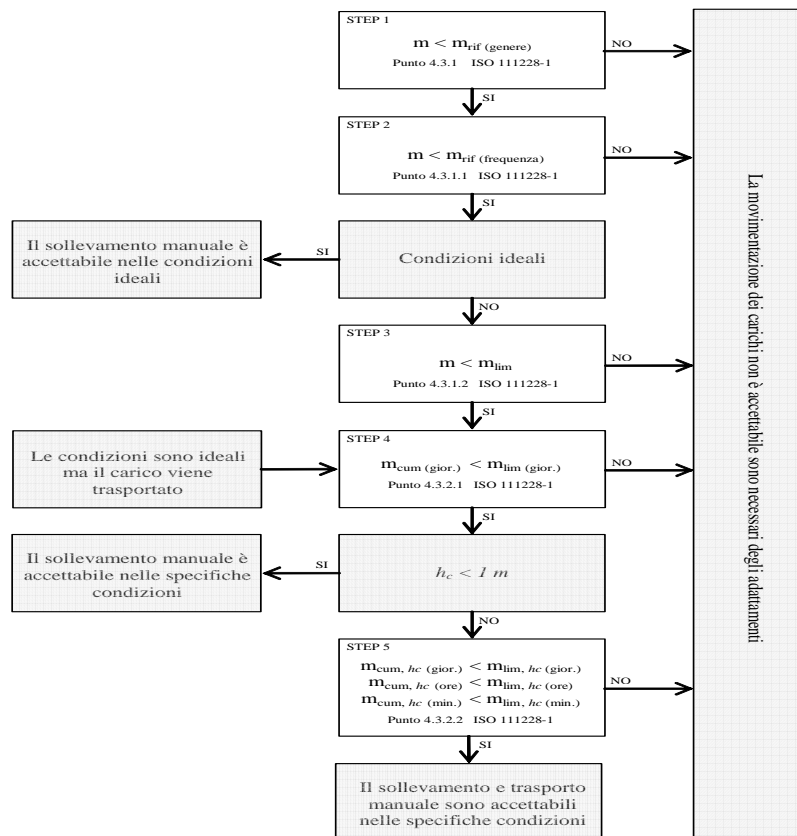 STEP 1
m < mrif (genere)
Punto 4.3.1 ISO 111228-1
NO
SI
STEP 2
m < mrif (frequenza)
Punto 4.3.1.1 ISO 111228-1
NO
SI
Il sollevamento manuale è
accettabile nelle condizioni
ideali
SI
Condizioni ideali
NO
STEP 3
m < mlim
Punto 4.3.1.2 ISO 111228-1
NO
SI
Le condizioni sono ideali
ma il carico viene
trasportato
STEP 4
mcum (gior.) < mlim (gior.)
Punto 4.3.2.1 ISO 111228-1
NO
SI
Il sollevamento manuale è
accettabile nelle specifiche
condizioni
SI
hc < 1 m
NO
STEP 5
mcum, hc (gior.) < mlim, hc (gior.)
mcum, hc (ore) < mlim, hc (ore)
mcum, hc (min.) < mlim, hc (min.)
Punto 4.3.2.2 ISO 111228-1
NO
SI
Il sollevamento e trasporto
manuale sono accettabili
nelle specifiche condizioni
La movimentazione dei carichi non è accettabile sono necessari degli adattamenti